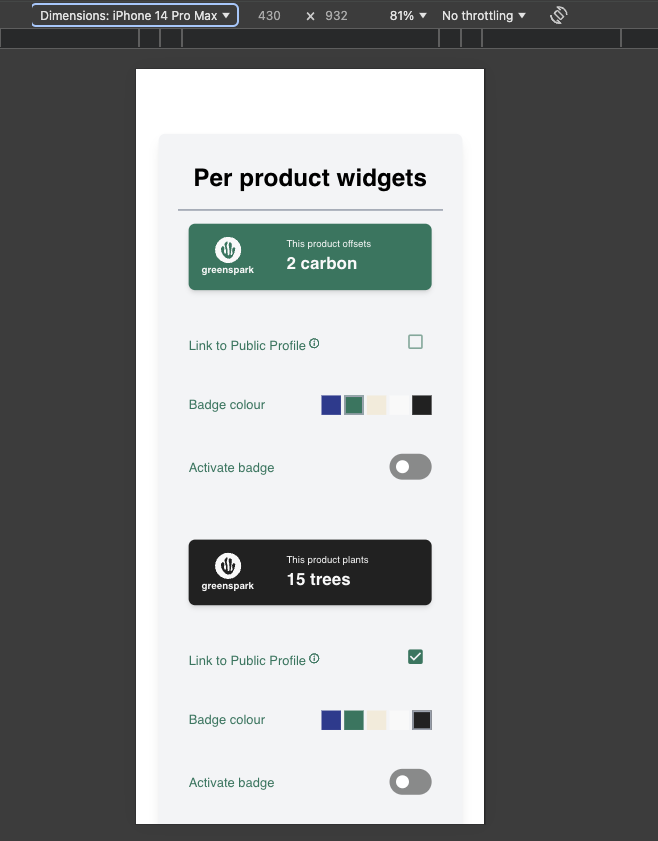 Dimensions: iPhone 14 Pro Max ▼ 430 × 932 81% ▼ No throttling ▼
Per product widgets
This product offsets
2 carbon
greenspark
Link to Public Profile
Badge colour
Activate badge
This product plants
15 trees
greenspark
Link to Public Profile
Badge colour
Activate badge